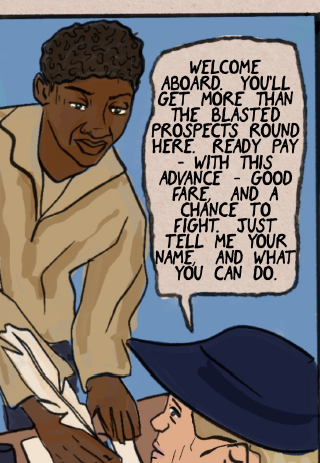 WELCOME
ABOARD. YOU'LL
GET MORE THAN
THE BLASTED
PROSPECTS ROUND
HERE. READY PAY
- WITH THIS
ADVANCE - GOOD
FARE, AND A
CHANCE TO
FIGHT. JUST
TELL ME YOUR
NAME, AND WHAT
YOU CAN DO.